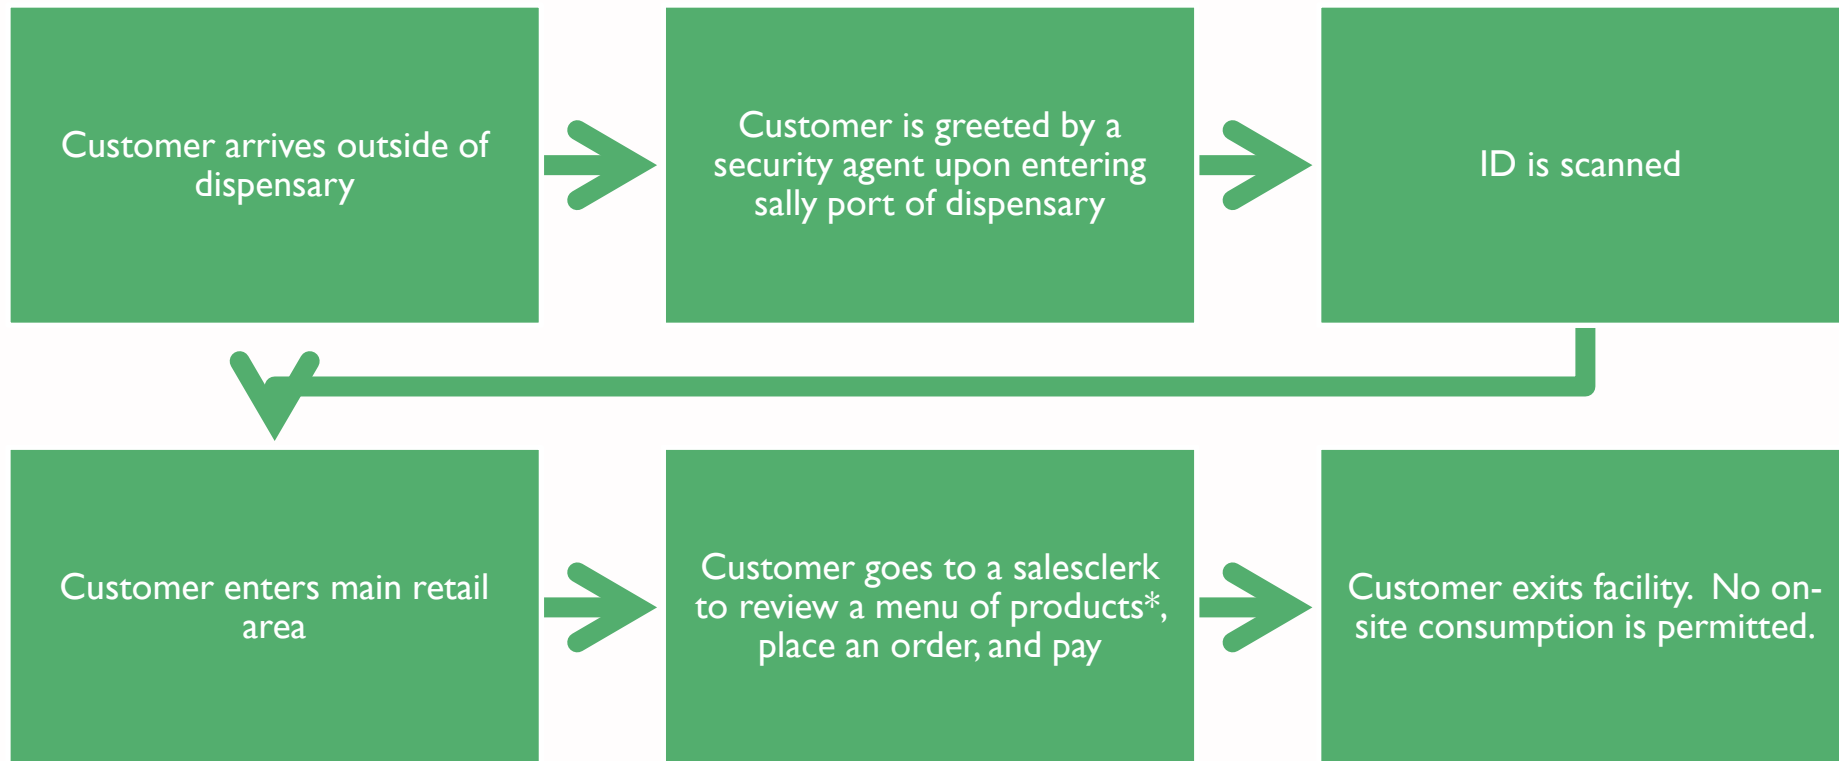 Customer arrives outside of
dispensary
Customer is greeted by a
security agent upon entering
sally port of dispensary
ID is scanned
Customer enters main retail
area
Customer goes to a salesclerk
to review a menu of products*,
place an order, and pay
Customer exits facility.  No on-
site consumption is permitted.